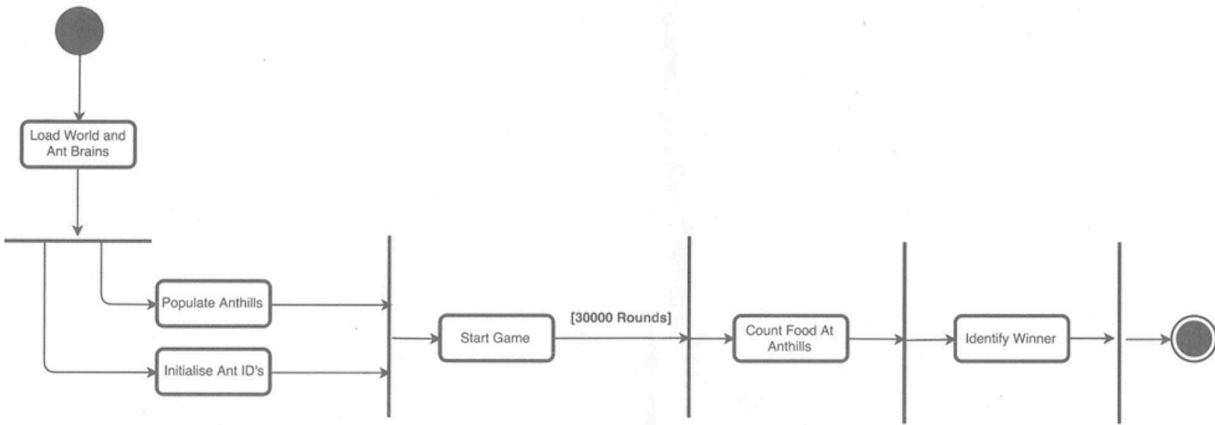 Load World and
Ant Brains
Populate Anthills
Initialise Ant ID's
Start Game
[30000 Rounds]
Count Food At
Anthills
Identify Winner